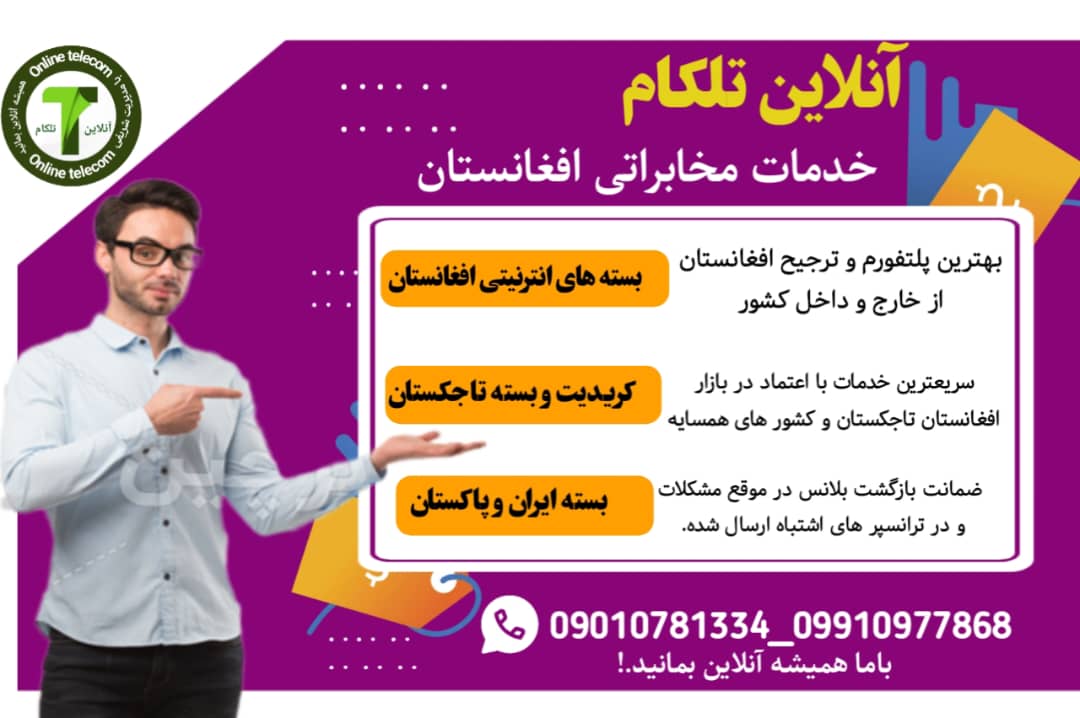 Online telecom
همیشه آنلاین بمانید
آنلاین تلکام
Online telecom
آنلاین تلکام
خدمات مخابراتی افغانستان
بهترین پلتفورم و ترجیح افغانستان
از خارج و داخل کشور
بسته های انترنیتی افغانستان
سریعترین خدمات با اعتماد در بازار
افغانستان تاجکستان و کشور های همسایه
کریدیت و بسته تاجکستان
ضمانت بازگشت بلانس در موقع مشکلات
و در ترانسپر های اشتباه ارسال شده.
بسته ایران و پاکستان
09010781334_09910977868
باما همیشه آنلاین بمانید.!